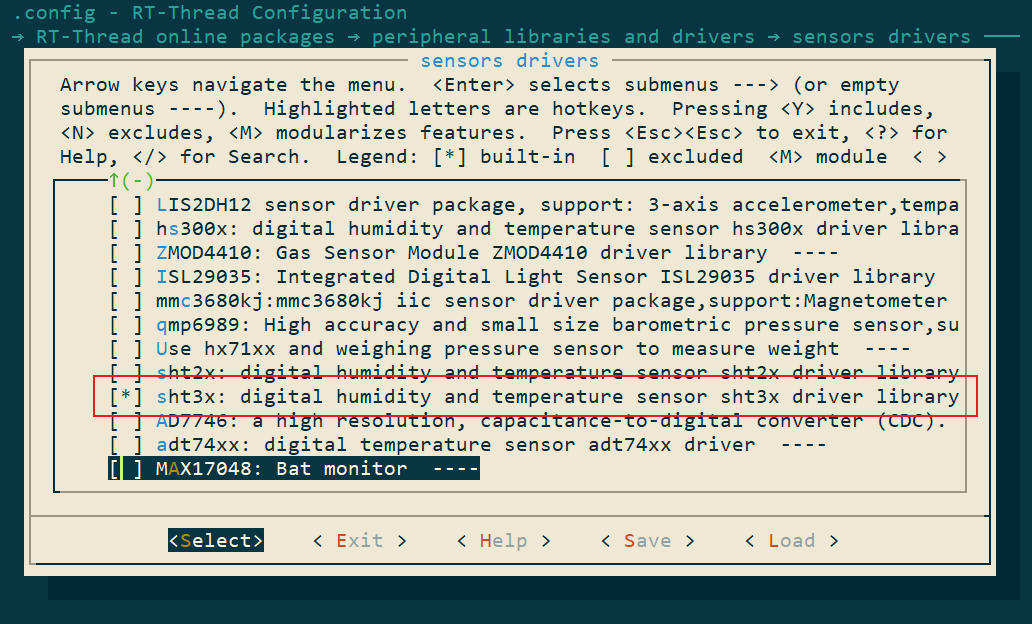 .config - RT-Thread Configuration
→ RT-Thread online packages → peripheral libraries and drivers → sensors drivers
sensors drivers
Arrow keys navigate the menu.  <Enter> selects submenus ---> (or empty
submenus ----).  Highlighted letters are hotkeys.  Pressing <Y> includes,
<N> excludes, <M> modularizes features.  Press <Esc><Esc> to exit, <?> for
Help, </> for Search.  Legend: [*] built-in  [ ] excluded  <M> module  < >
↑(-)
[ ] LIS2DH12 sensor driver package, support: 3-axis accelerometer,tempa
[ ] hs300x: digital humidity and temperature sensor hs300x driver libra
[ ] ZMOD4410: Gas Sensor Module ZMOD4410 driver library  ----
[ ] ISL29035: Integrated Digital Light Sensor ISL29035 driver library
[ ] mmc3680kj:mmc3680kj iic sensor driver package,support:Magnetometer
[ ] qmp6989: High accuracy and small size barometric pressure sensor,su
[ ] Use hx71xx and weighing pressure sensor to measure weight  ----
[ ] sht2x: digital humidity and temperature sensor sht2x driver library
[*] sht3x: digital humidity and temperature sensor sht3x driver library
[ ] AD7746: a high resolution, capacitance-to-digital converter (CDC).
[ ] adt74xx: digital temperature sensor adt74xx driver  ----
[ ] MAX17048: Bat monitor  ----
<Select>    < Exit >    < Help >    < Save >    < Load >